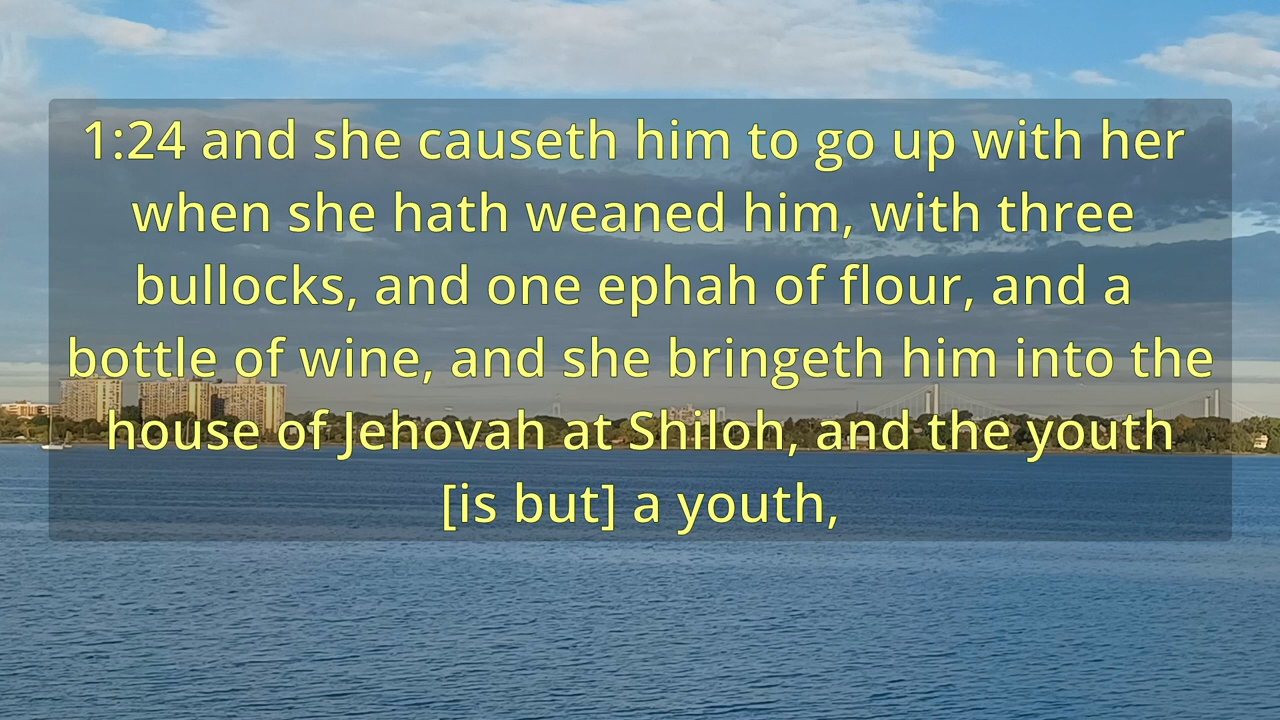 1:24 and she causeth him to go up with her
when she hath weaned him, with three
bullocks, and one ephah of flour, and a
bottle of wine, and she bringeth him into the
house of Jehovah at Shiloh, and the youth
[is but] a youth,